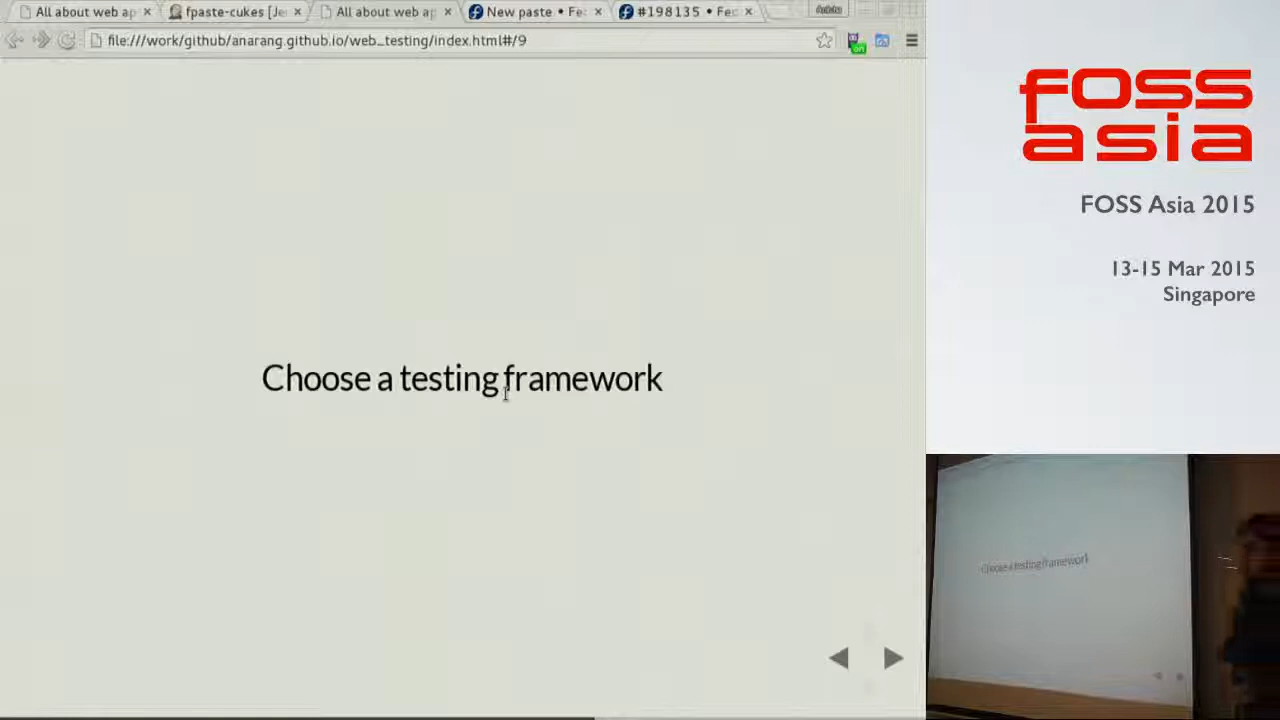 All about web ap
fpaste-cukes [Je
All about web ap
New paste • Fe
#198135 • Fed
file:///work/github/anarang.github.io/web_testing/index.html#/9
on
Choose a testing framework
FOSS
asia
FOSS Asia 2015
13-15 Mar 2015
Singapore
Choose a testing framework